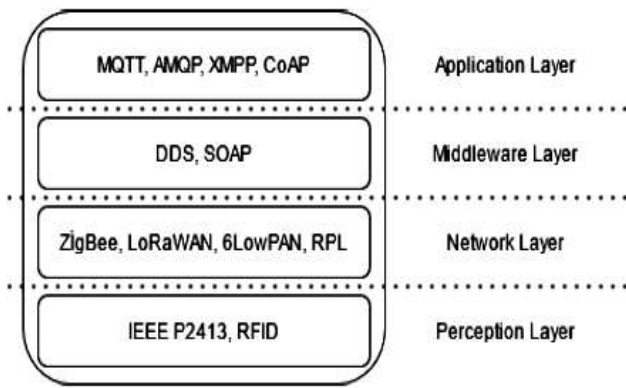 MQTT, AMQP, XMPP, CoAP
Application Layer
DDS, SOAP
Middleware Layer
ZigBee, LoRaWAN, 6LowPAN, RPL
Network Layer
IEEE P2413, RFID
Perception Layer